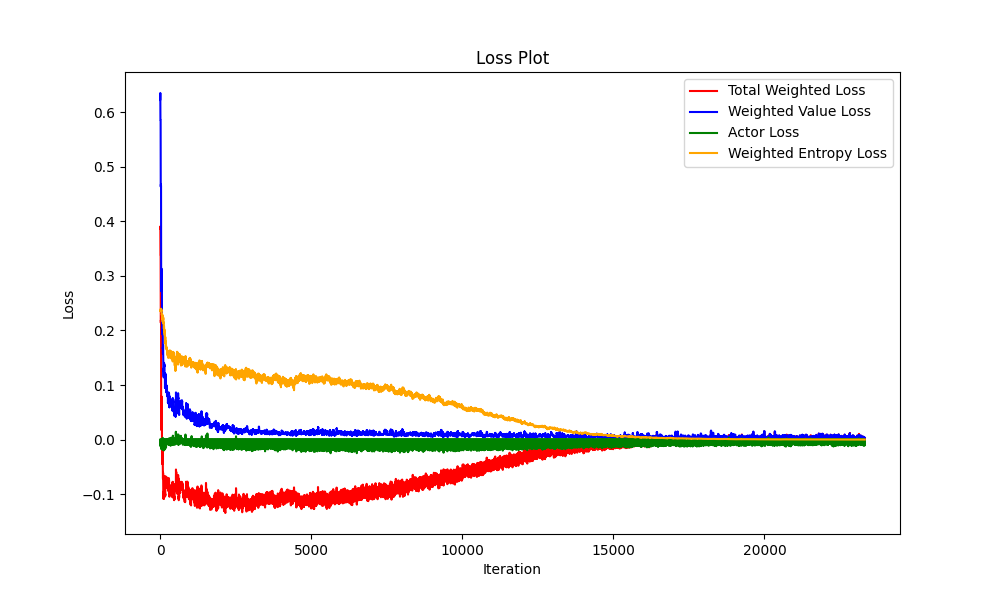 Loss Plot
Total Weighted Loss
Weighted Value Loss
Actor Loss
Weighted Entropy Loss
0.6
0.5
0.4
0.3
0.2
0.1
0.0
−0.1
Loss
0
5000
10000
15000
20000
Iteration